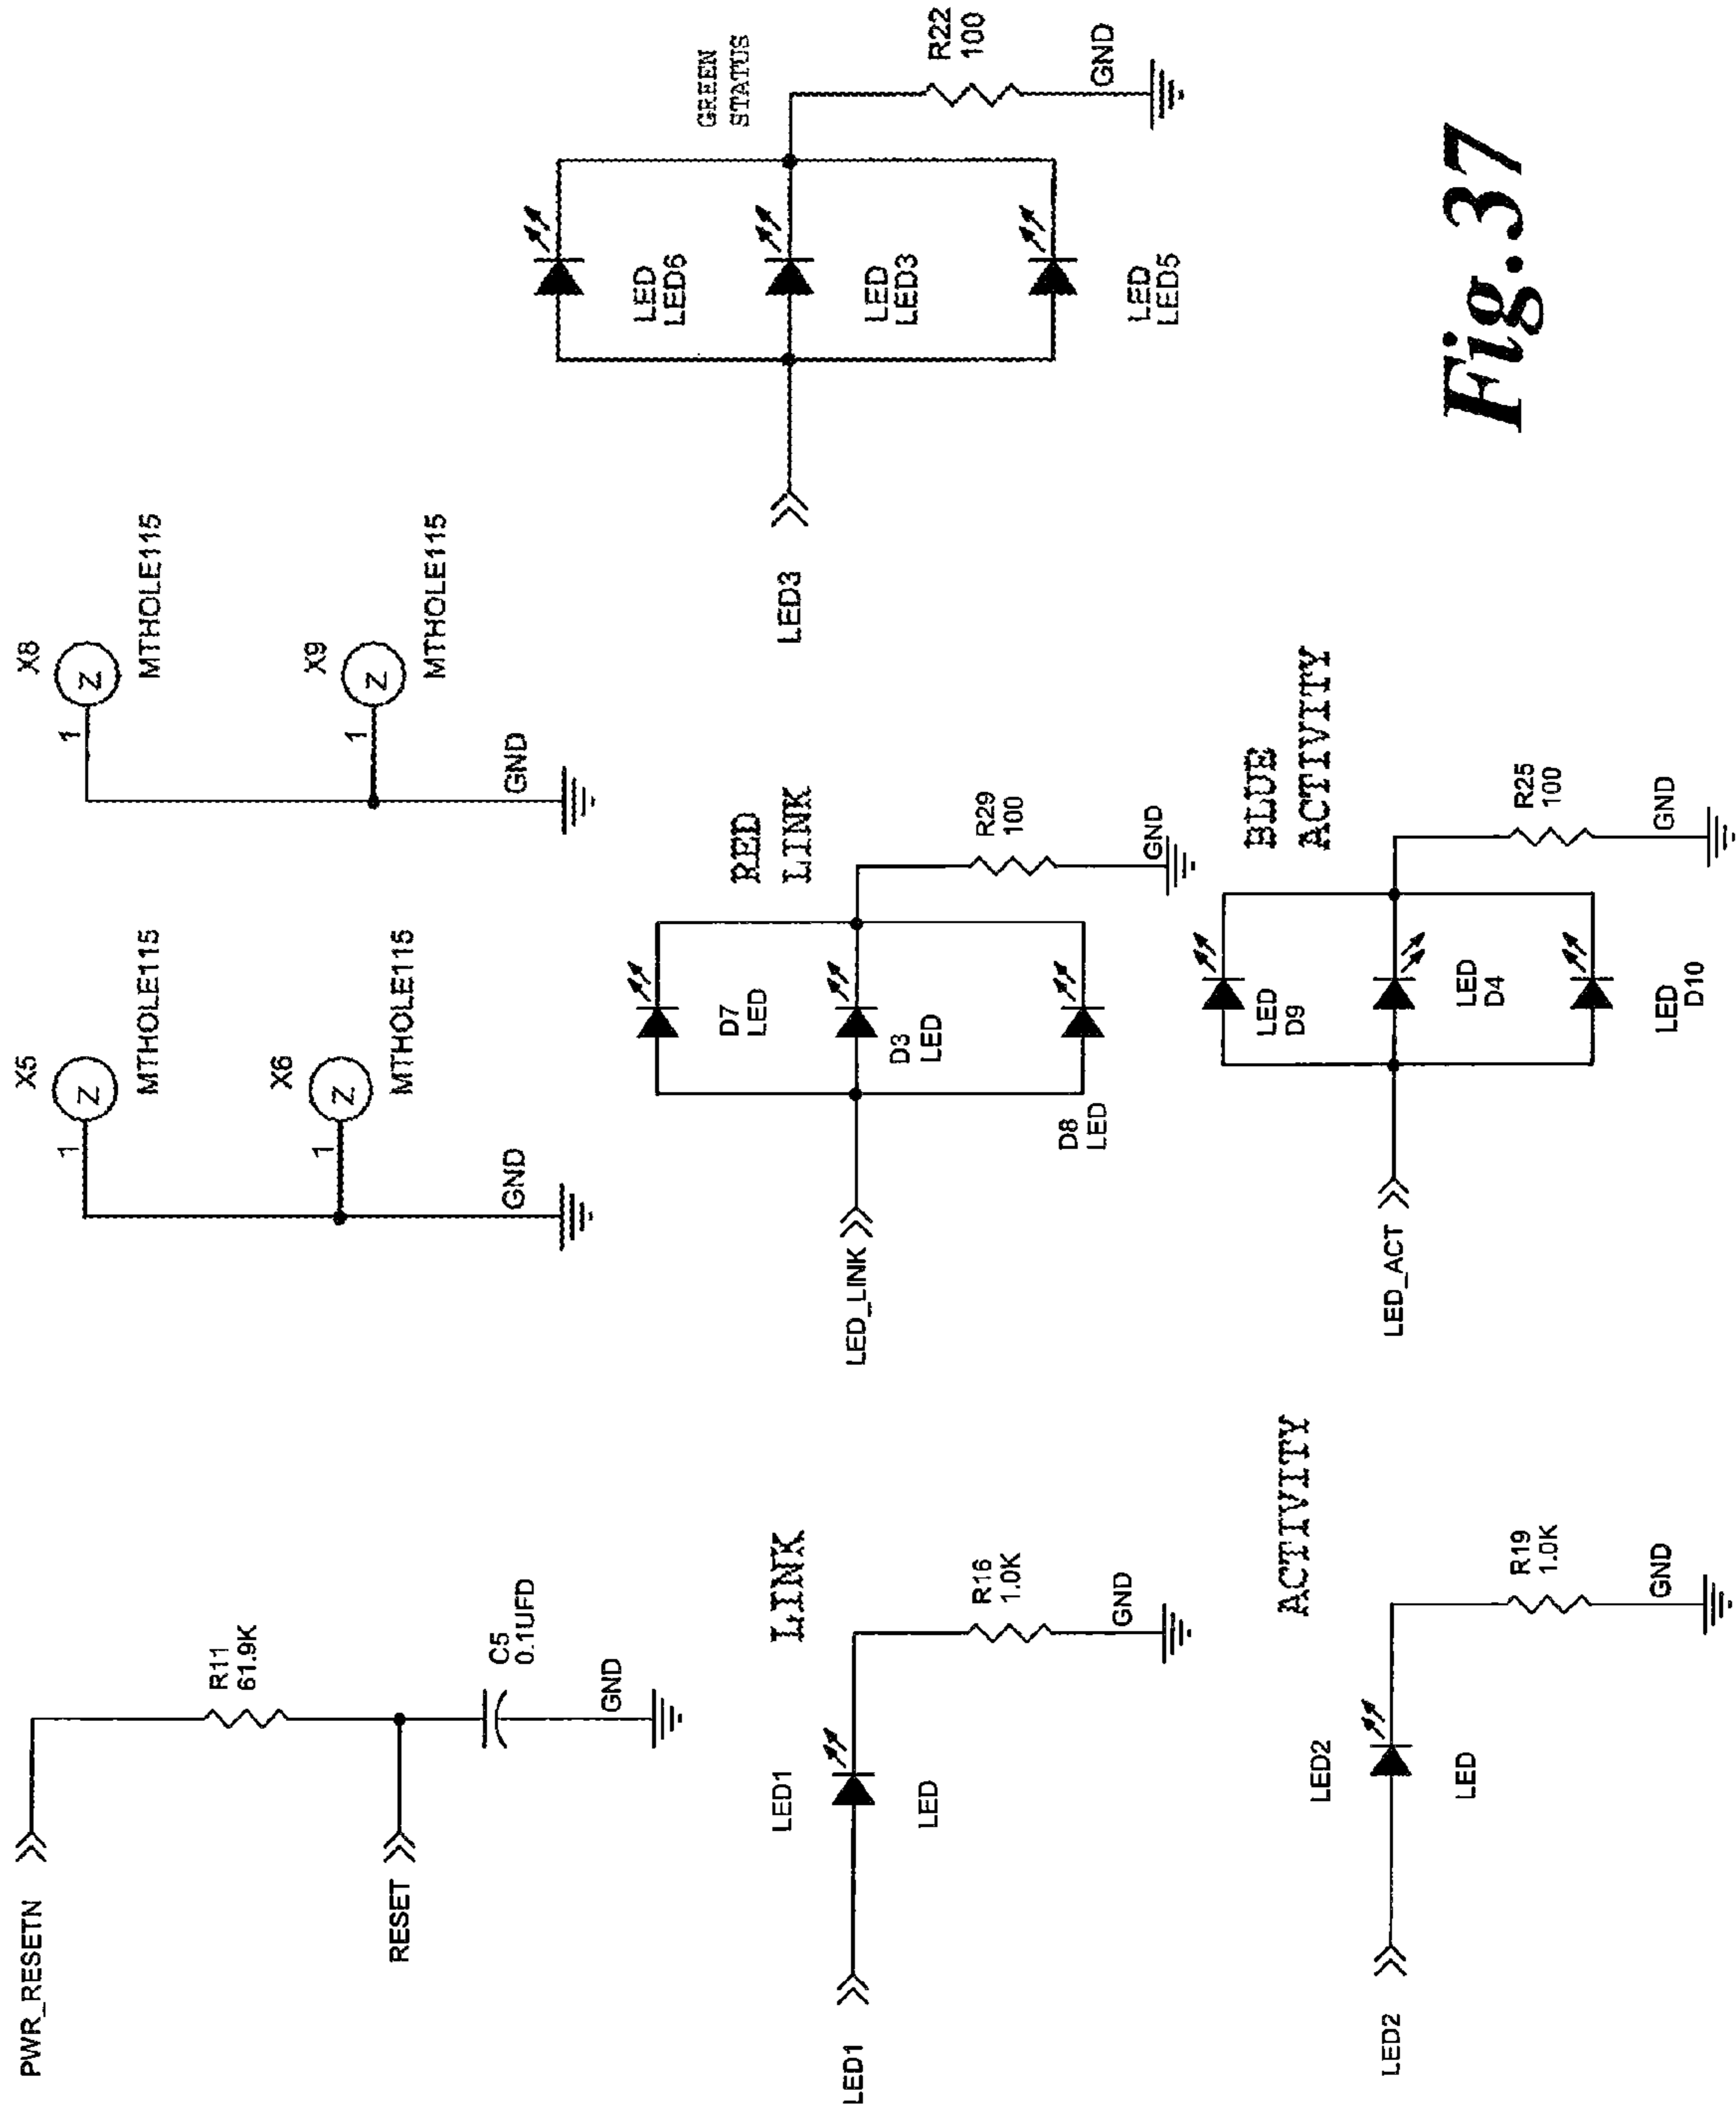 PWR_RESETN
R11
61.9K
RESET
C5
0.1UFD
GND
X5
1
Z
MTHOLE115
X6
1
Z
MTHOLE115
GND
X8
1
Z
MTHOLE115
X9
1
Z
MTHOLE115
GND
LED1
LED1
LED
LINK
R16
1.0K
GND
LED_LINK
D7
LED
D3
LED
D8
LED
RED
LINK
R29
100
GND
LED3
LED
LED6
LED
LED3
LED
LED5
GREEN
STATUS
R22
100
GND
LED2
LED2
LED
ACTIVITY
R19
1.0K
GND
LED_ACT
LED
D9
LED
D4
LED
D10
BLUE
ACTIVITY
R25
100
GND
Fig.37